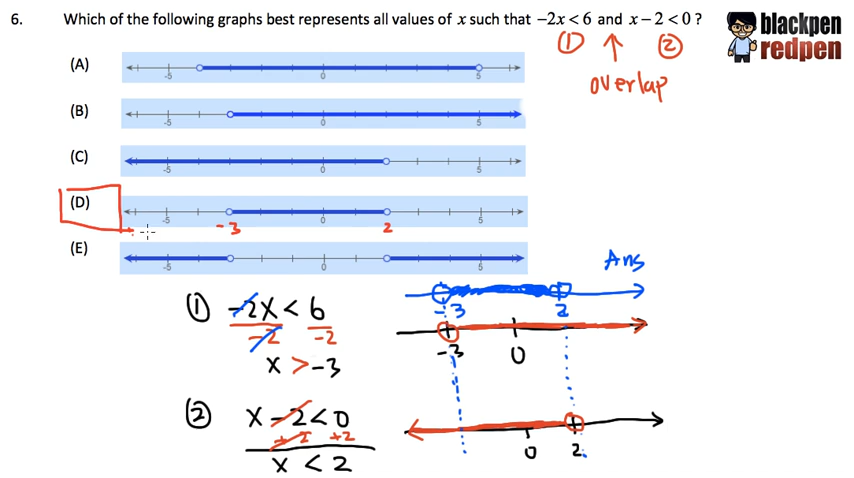 6. Which of the following graphs best represents all values of x such that −2x < 6 and x − 2 < 0 ?
blackpen
redpen
① ↑ ②
overlap
(A) -5 0 5
(B) -5 0 5
(C) -5 0 5
(D) -5 0 5
-3 2
(E) -5 0 5
Ans
-3 2
① -2x < 6
-2 -2
x > -3
-3 0
② x - 2 < 0
+2 +2
x < 2
0 2